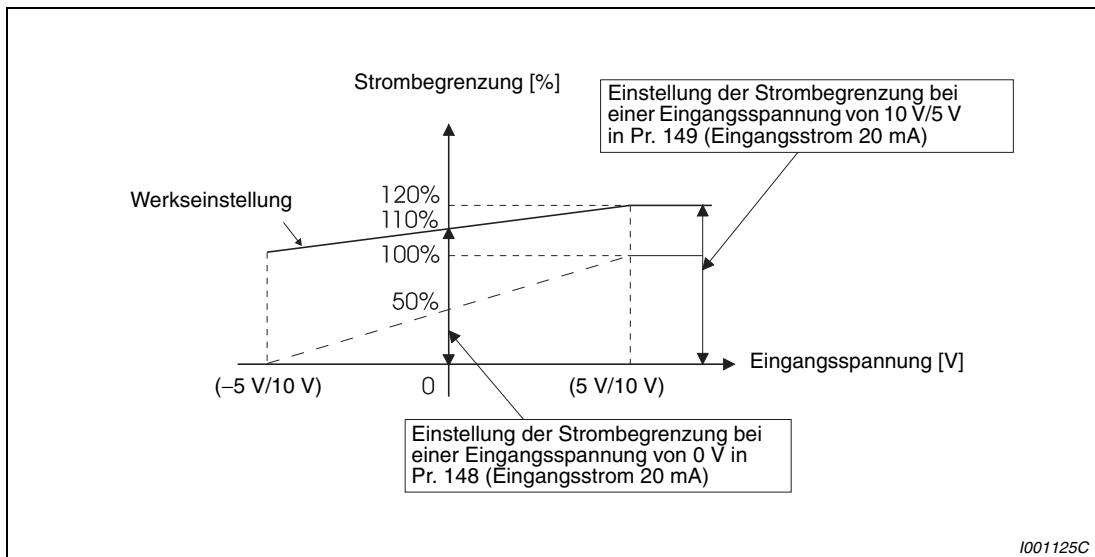 Strombegrenzung [%]
Einstellung der Strombegrenzung bei
einer Eingangsspannung von 10 V/5 V
in Pr. 149 (Eingangsstrom 20 mA)
Werkseinstellung
120%
110%
100%
50%
Eingangsspannung [V]
(–5 V/10 V)
0
(5 V/10 V)
Einstellung der Strombegrenzung bei
einer Eingangsspannung von 0 V in
Pr. 148 (Eingangsstrom 20 mA)
I001125C